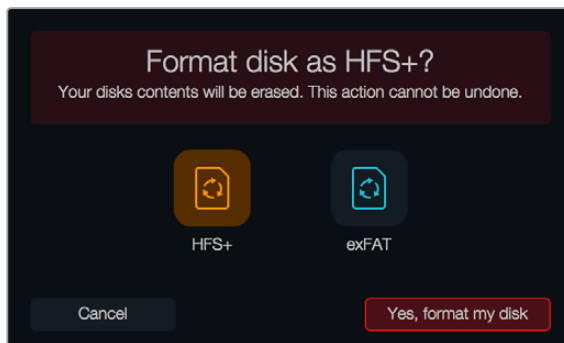 Format disk as HFS+?
Your disks contents will be erased. This action cannot be undone.
HFS+
exFAT
Cancel
Yes, format my disk